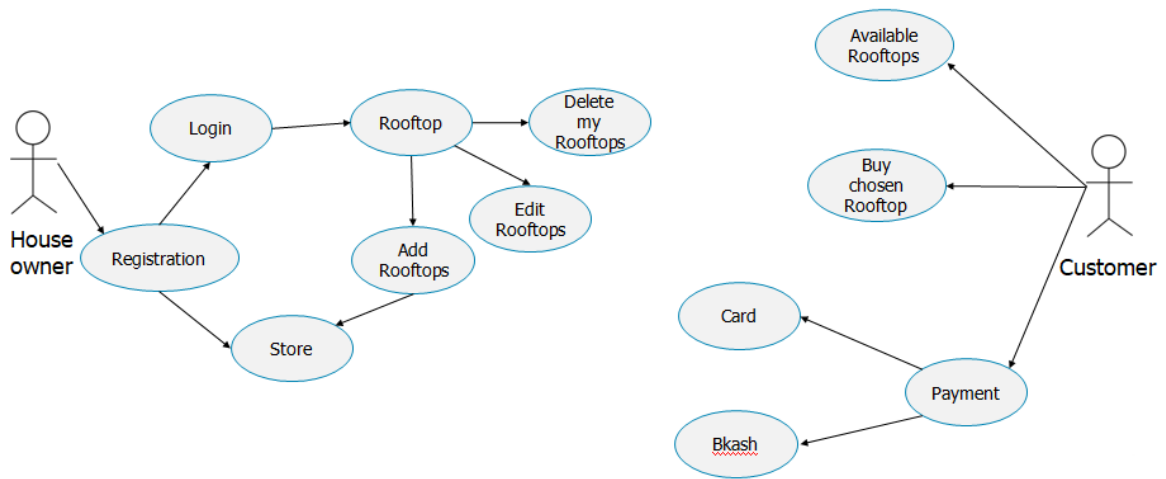 Available
Rooftops
Delete
my
Rooftops
Login
Rooftop
Buy
chosen
Rooftop
Edit
Rooftops
House
owner
Registration
Add
Rooftops
Customer
Card
Store
Payment
Bkash